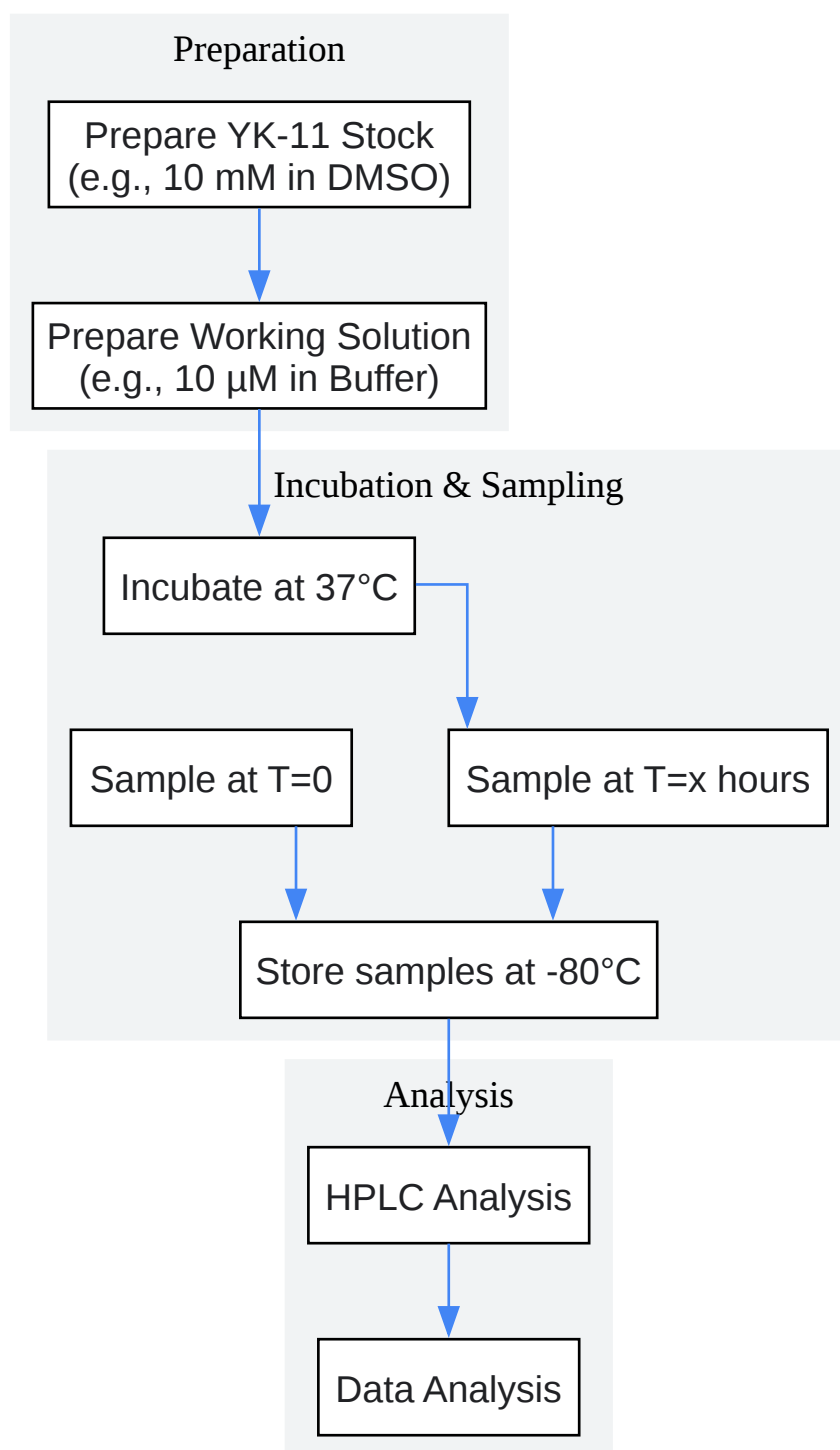 Preparation
Prepare YK-11 Stock
(e.g., 10 mM in DMSO)
Prepare Working Solution
(e.g., 10 µM in Buffer)
Incubation & Sampling
Incubate at 37°C
Sample at T=0
Sample at T=x hours
Store samples at -80°C
Analysis
HPLC Analysis
Data Analysis